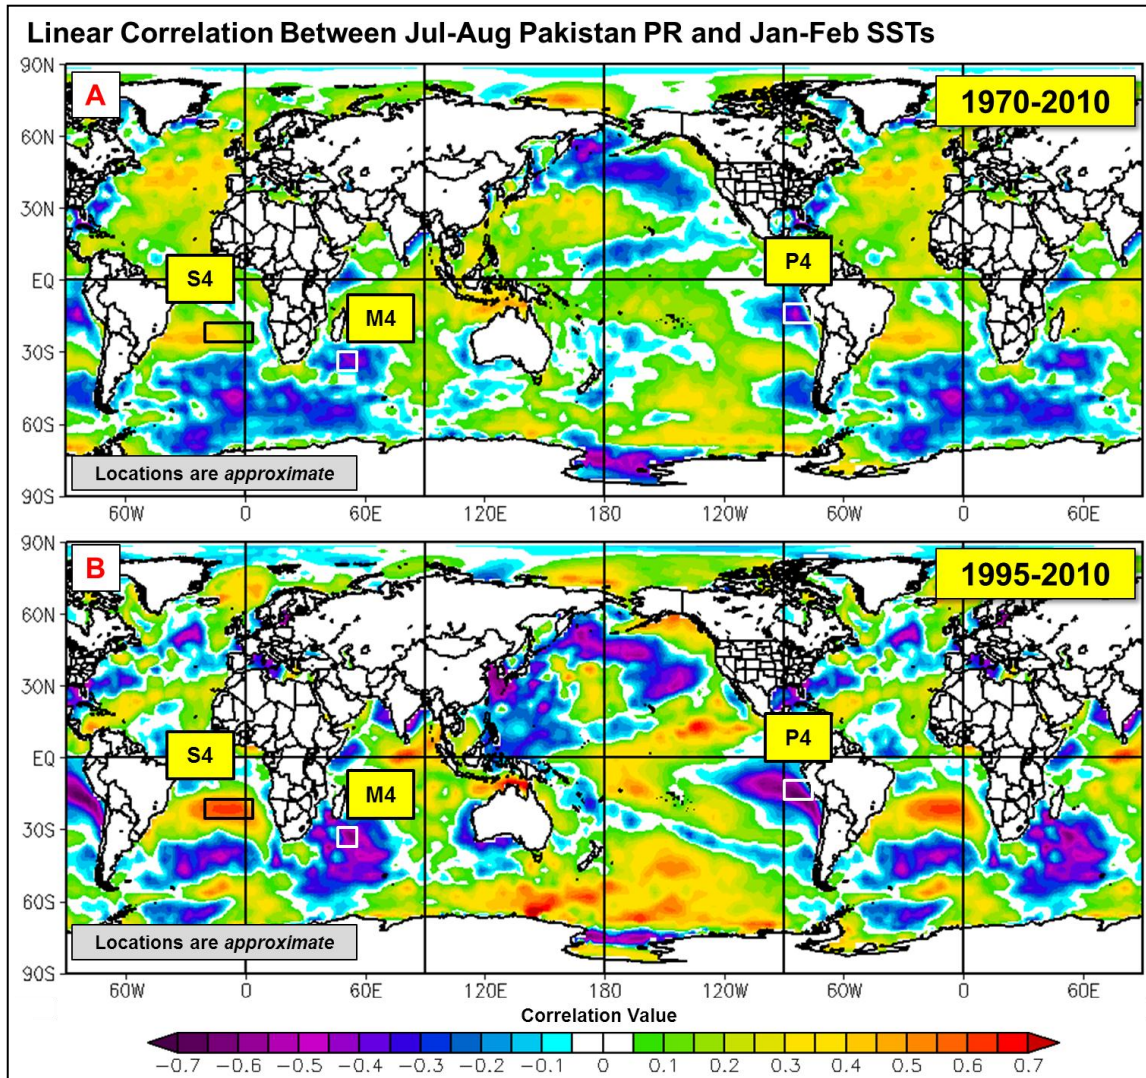 Linear Correlation Between Jul-Aug Pakistan PR and Jan-Feb SSTs
A
1970-2010
90N
60N
30N
EQ
30S
60S
90S
S4
M4
P4
Locations are approximate
60W 0 60E 120E 180 120W 60W 0 60E
B
1995-2010
90N
60N
30N
EQ
30S
60S
90S
S4
M4
P4
Locations are approximate
60W 0 60E 120E 180 120W 60W 0 60E
Correlation Value
-0.7 -0.6 -0.5 -0.4 -0.3 -0.2 -0.1 0 0.1 0.2 0.3 0.4 0.5 0.6 0.7